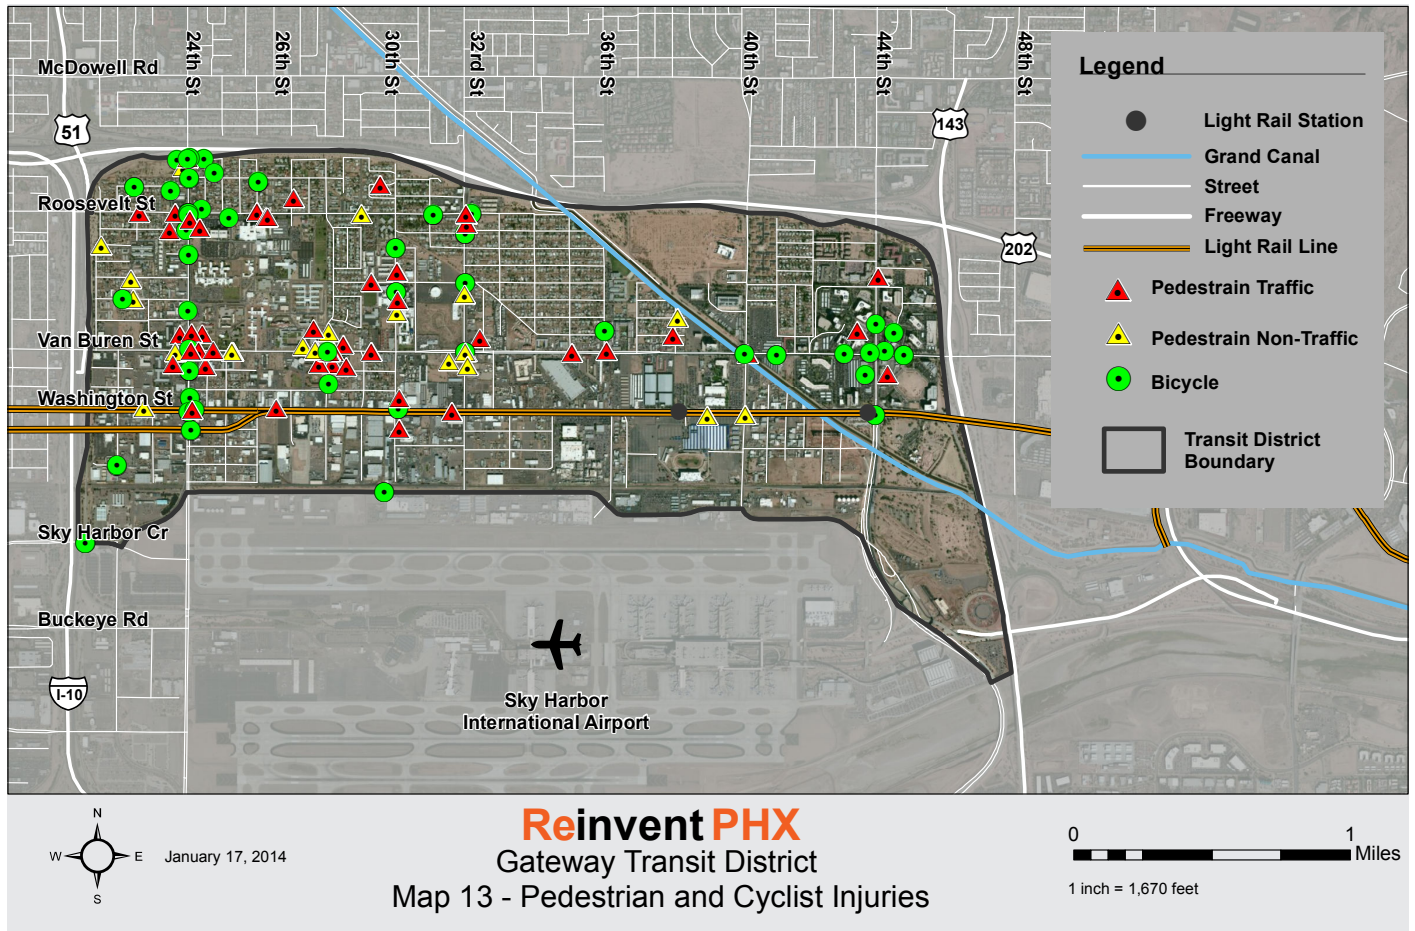 24th St
26th St
30th St
32rd St
36th St
40th St
44th St
48th St
McDowell Rd
51
143
Roosevelt St
202
Van Buren St
Washington St
Sky Harbor Cr
Buckeye Rd
I-10
Sky Harbor
International Airport
Legend
Light Rail Station
Grand Canal
Street
Freeway
Light Rail Line
Pedestrain Traffic
Pedestrain Non-Traffic
Bicycle
Transit District
Boundary
N
W E
S
January 17, 2014
Reinvent PHX
Gateway Transit District
Map 13 - Pedestrian and Cyclist Injuries
0 1
Miles
1 inch = 1,670 feet